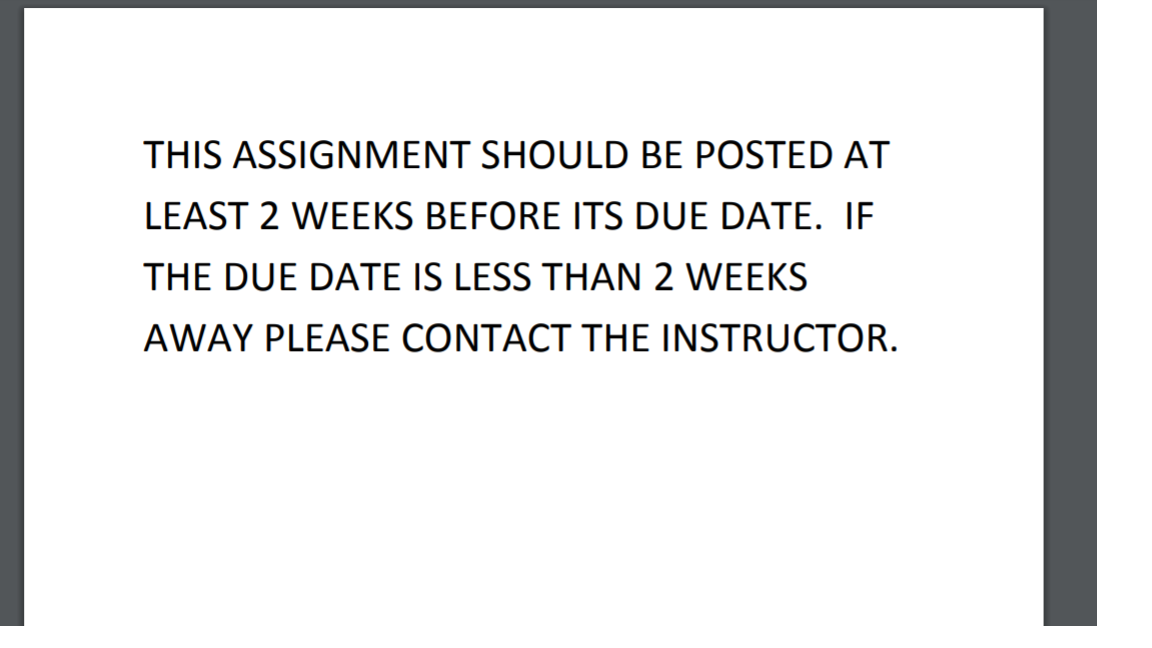 THIS ASSIGNMENT SHOULD BE POSTED AT
LEAST 2 WEEKS BEFORE ITS DUE DATE.  IF
THE DUE DATE IS LESS THAN 2 WEEKS
AWAY PLEASE CONTACT THE INSTRUCTOR.